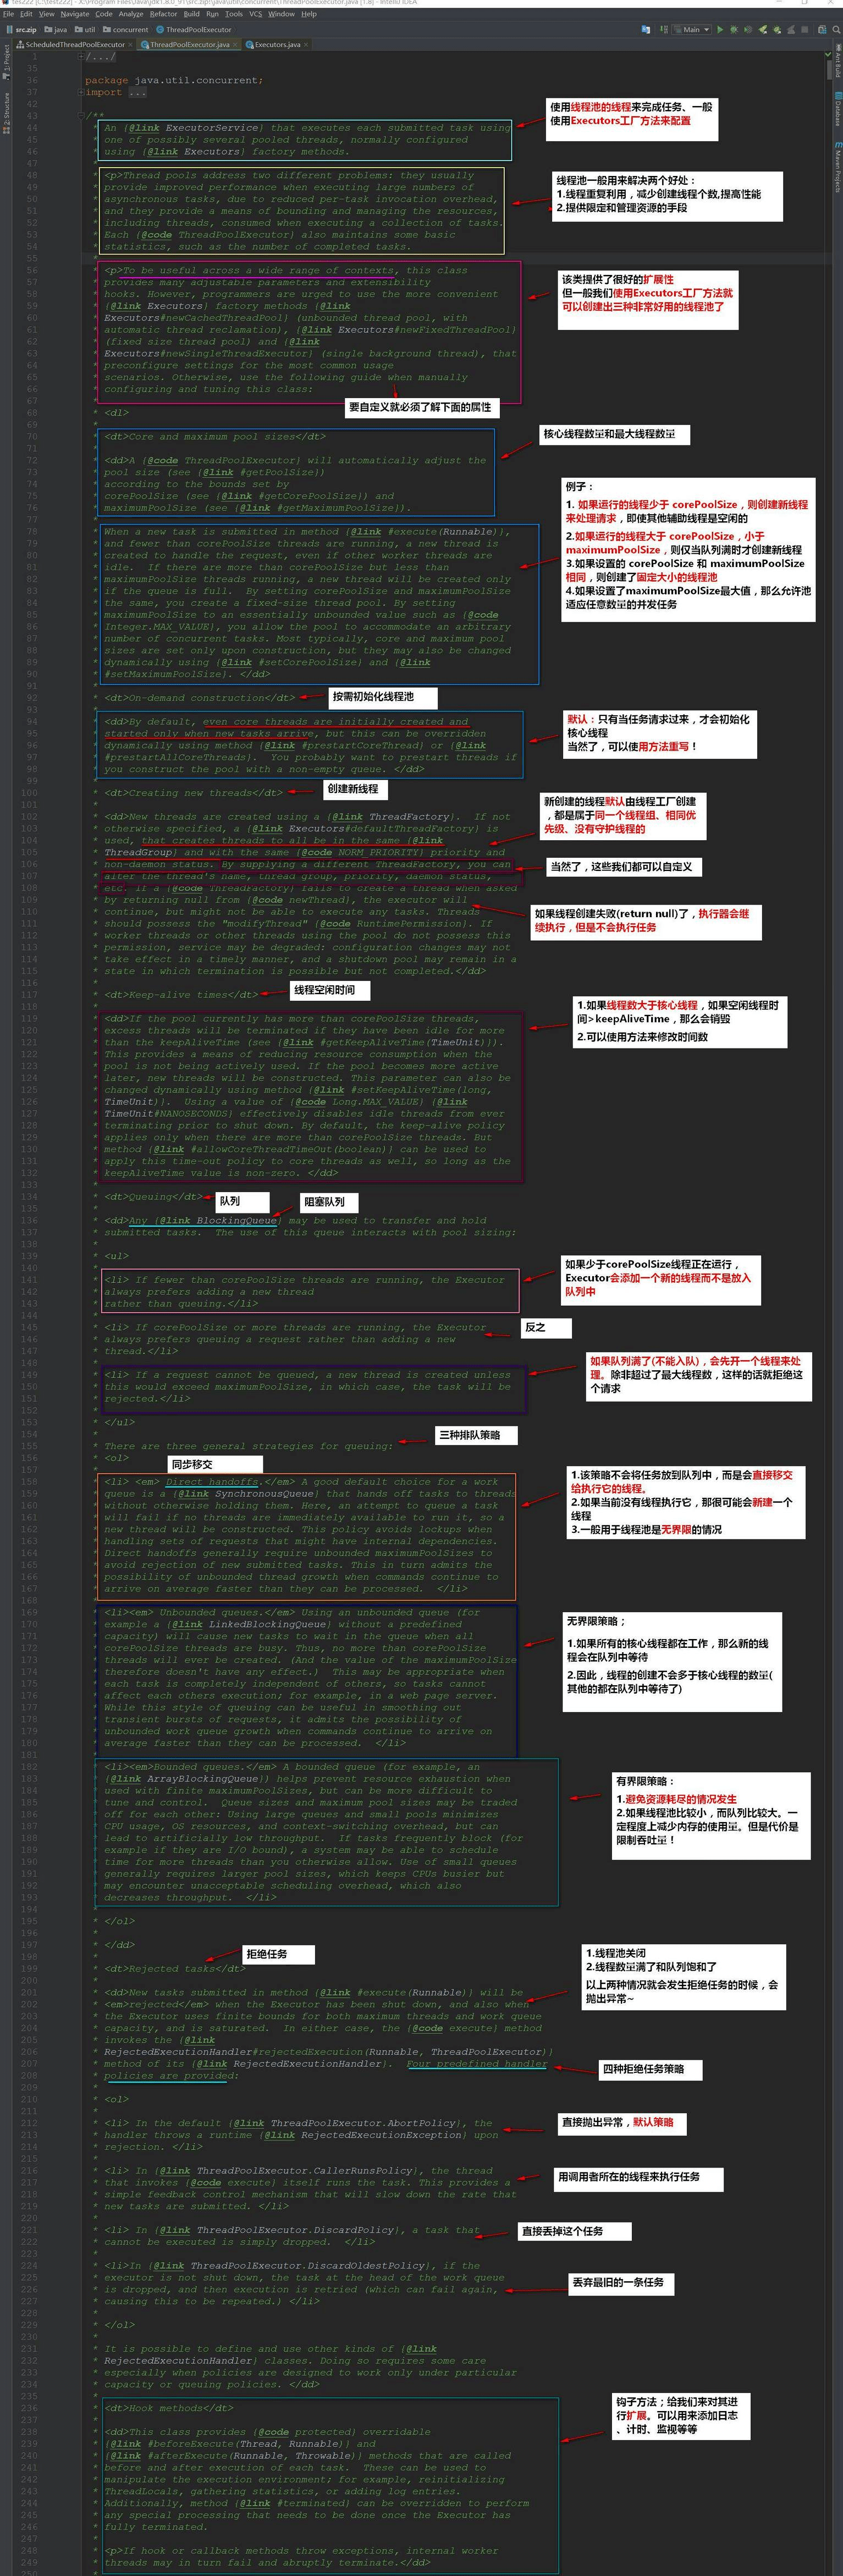 File Edit View Navigate Code Analyze Refactor Build Run Tools VCS Window Help
src.zip java util concurrent ThreadPoolExecutor
Main
ScheduledThreadPoolExecutor ThreadPoolExecutor.java Executors.java
1: Project
7: Structure
Ant Build
Database
Maven Projects
1 /.../
35
36 package java.util.concurrent;
37 import ...
42
43 /**
44 * An {@link ExecutorService} that executes each submitted task using
45 * one of possibly several pooled threads, normally configured
46 * using {@link Executors} factory methods.
使用线程池的线程来完成任务、一般
使用Executors工厂方法来配置
47 *
48 * <p>Thread pools address two different problems: they usually
49 * provide improved performance when executing large numbers of
50 * asynchronous tasks, due to reduced per-task invocation overhead,
51 * and they provide a means of bounding and managing the resources,
52 * including threads, consumed when executing a collection of tasks.
53 * Each {@code ThreadPoolExecutor} also maintains some basic
54 * statistics, such as the number of completed tasks.
线程池一般用来解决两个好处：
1.线程重复利用，减少创建线程个数,提高性能
2.提供限定和管理资源的手段
55 *
56 * <p>To be useful across a wide range of contexts, this class
57 * provides many adjustable parameters and extensibility
58 * hooks. However, programmers are urged to use the more convenient
59 * {@link Executors} factory methods {@link
60 * Executors#newCachedThreadPool} (unbounded thread pool, with
61 * automatic thread reclamation), {@link Executors#newFixedThreadPool}
62 * (fixed size thread pool) and {@link
63 * Executors#newSingleThreadExecutor} (single background thread), that
64 * preconfigure settings for the most common usage
65 * scenarios. Otherwise, use the following guide when manually
66 * configuring and tuning this class:
该类提供了很好的扩展性
但一般我们使用Executors工厂方法就
可以创建出三种非常好用的线程池了
67 *
要自定义就必须了解下面的属性
68 * <dl>
69 *
70 * <dt>Core and maximum pool sizes</dt>
71 *
72 * <dd>A {@code ThreadPoolExecutor} will automatically adjust the
73 * pool size (see {@link #getPoolSize})
74 * according to the bounds set by
75 * corePoolSize (see {@link #getCorePoolSize}) and
76 * maximumPoolSize (see {@link #getMaximumPoolSize}).
核心线程数量和最大线程数量
77 *
78 * When a new task is submitted in method {@link #execute(Runnable)},
79 * and fewer than corePoolSize threads are running, a new thread is
80 * created to handle the request, even if other worker threads are
81 * idle. If there are more than corePoolSize but less than
82 * maximumPoolSize threads running, a new thread will be created only
83 * if the queue is full. By setting corePoolSize and maximumPoolSize
84 * the same, you create a fixed-size thread pool. By setting
85 * maximumPoolSize to an essentially unbounded value such as {@code
86 * Integer.MAX_VALUE}, you allow the pool to accommodate an arbitrary
87 * number of concurrent tasks. Most typically, core and maximum pool
88 * sizes are set only upon construction, but they may also be changed
89 * dynamically using {@link #setCorePoolSize} and {@link
90 * #setMaximumPoolSize}. </dd>
例子：
1. 如果运行的线程少于 corePoolSize，则创建新线程
来处理请求，即使其他辅助线程是空闲的
2.如果运行的线程大于 corePoolSize，小于
maximumPoolSize，则仅当队列满时才创建新线程
3.如果设置的 corePoolSize 和 maximumPoolSize
相同，则创建了固定大小的线程池
4.如果设置了maximumPoolSize最大值，那么允许池
适应任意数量的并发任务
91 *
92 * <dt>On-demand construction</dt>
按需初始化线程池
93 *
94 * <dd>By default, even core threads are initially created and
95 * started only when new tasks arrive, but this can be overridden
96 * dynamically using method {@link #prestartCoreThread} or {@link
97 * #prestartAllCoreThreads}. You probably want to prestart threads if
98 * you construct the pool with a non-empty queue. </dd>
默认：只有当任务请求过来，才会初始化
核心线程
当然了，可以使用方法重写！
99 *
100 * <dt>Creating new threads</dt>
创建新线程
101 *
102 * <dd>New threads are created using a {@link ThreadFactory}. If not
103 * otherwise specified, a {@link Executors#defaultThreadFactory} is
104 * used, that creates threads to all be in the same {@link
105 * ThreadGroup} and with the same {@code NORM_PRIORITY} priority and
106 * non-daemon status. By supplying a different ThreadFactory, you can
107 * alter the thread's name, thread group, priority, daemon status,
108 * etc. If a {@code ThreadFactory} fails to create a thread when asked
109 * by returning null from {@code newThread}, the executor will
110 * continue, but might not be able to execute any tasks. Threads
111 * should possess the "modifyThread" {@code RuntimePermission}. If
112 * worker threads or other threads using the pool do not possess this
113 * permission, service may be degraded: configuration changes may not
114 * take effect in a timely manner, and a shutdown pool may remain in a
115 * state in which termination is possible but not completed.</dd>
新创建的线程默认由线程工厂创建
，都是属于同一个线程组、相同优
先级、没有守护线程的
当然了，这些我们都可以自定义
如果线程创建失败(return null)了，执行器会继
续执行，但是不会执行任务
116 *
117 * <dt>Keep-alive times</dt>
线程空闲时间
118 *
119 * <dd>If the pool currently has more than corePoolSize threads,
120 * excess threads will be terminated if they have been idle for more
121 * than the keepAliveTime (see {@link #getKeepAliveTime(TimeUnit)}).
122 * This provides a means of reducing resource consumption when the
123 * pool is not being actively used. If the pool becomes more active
124 * later, new threads will be constructed. This parameter can also be
125 * changed dynamically using method {@link #setKeepAliveTime(long,
126 * TimeUnit)}. Using a value of {@code Long.MAX_VALUE} {@link
127 * TimeUnit#NANOSECONDS} effectively disables idle threads from ever
128 * terminating prior to shut down. By default, the keep-alive policy
129 * applies only when there are more than corePoolSize threads. But
130 * method {@link #allowCoreThreadTimeOut(boolean)} can be used to
131 * apply this time-out policy to core threads as well, so long as the
132 * keepAliveTime value is non-zero. </dd>
1.如果线程数大于核心线程，如果空闲线程时
间>keepAliveTime，那么会销毁
2.可以使用方法来修改时间数
133 *
134 * <dt>Queuing</dt>
队列
阻塞队列
135 *
136 * <dd>Any {@link BlockingQueue} may be used to transfer and hold
137 * submitted tasks. The use of this queue interacts with pool sizing:
138 *
139 * <ul>
140 *
141 * <li> If fewer than corePoolSize threads are running, the Executor
142 * always prefers adding a new thread
143 * rather than queuing.</li>
如果少于corePoolSize线程正在运行，
Executor会添加一个新的线程而不是放入
队列中
144 *
145 * <li> If corePoolSize or more threads are running, the Executor
146 * always prefers queuing a request rather than adding a new
147 * thread.</li>
反之
148 *
149 * <li> If a request cannot be queued, a new thread is created unless
150 * this would exceed maximumPoolSize, in which case, the task will be
151 * rejected.</li>
如果队列满了(不能入队)，会先开一个线程来处
理。除非超过了最大线程数，这样的话就拒绝这
个请求
152 *
153 * </ul>
154 *
155 * There are three general strategies for queuing:
三种排队策略
156 * <ol>
同步移交
157 *
158 * <li> <em> Direct handoffs.</em> A good default choice for a work
159 * queue is a {@link SynchronousQueue} that hands off tasks to threads
160 * without otherwise holding them. Here, an attempt to queue a task
161 * will fail if no threads are immediately available to run it, so a
162 * new thread will be constructed. This policy avoids lockups when
163 * handling sets of requests that might have internal dependencies.
164 * Direct handoffs generally require unbounded maximumPoolSizes to
165 * avoid rejection of new submitted tasks. This in turn admits the
166 * possibility of unbounded thread growth when commands continue to
167 * arrive on average faster than they can be processed. </li>
1.该策略不会将任务放到队列中，而是会直接移交
给执行它的线程。
2.如果当前没有线程执行它，那很可能会新建一个
线程
3.一般用于线程池是无界限的情况
168 *
169 * <li><em> Unbounded queues.</em> Using an unbounded queue (for
170 * example a {@link LinkedBlockingQueue} without a predefined
171 * capacity) will cause new tasks to wait in the queue when all
172 * corePoolSize threads are busy. Thus, no more than corePoolSize
173 * threads will ever be created. (And the value of the maximumPoolSize
174 * therefore doesn't have any effect.) This may be appropriate when
175 * each task is completely independent of others, so tasks cannot
176 * affect each others execution; for example, in a web page server.
177 * While this style of queuing can be useful in smoothing out
178 * transient bursts of requests, it admits the possibility of
179 * unbounded work queue growth when commands continue to arrive on
180 * average faster than they can be processed. </li>
无界限策略；
1.如果所有的核心线程都在工作，那么新的线
程会在队列中等待
2.因此，线程的创建不会多于核心线程的数量(
其他的都在队列中等待了)
181 *
182 * <li><em>Bounded queues.</em> A bounded queue (for example, an
183 * {@link ArrayBlockingQueue}) helps prevent resource exhaustion when
184 * used with finite maximumPoolSizes, but can be more difficult to
185 * tune and control. Queue sizes and maximum pool sizes may be traded
186 * off for each other: Using large queues and small pools minimizes
187 * CPU usage, OS resources, and context-switching overhead, but can
188 * lead to artificially low throughput. If tasks frequently block (for
189 * example if they are I/O bound), a system may be able to schedule
190 * time for more threads than you otherwise allow. Use of small queues
191 * generally requires larger pool sizes, which keeps CPUs busier but
192 * may encounter unacceptable scheduling overhead, which also
193 * decreases throughput. </li>
有界限策略：
1.避免资源耗尽的情况发生
2.如果线程池比较小，而队列比较大。一
定程度上减少内存的使用量。但是代价是
限制吞吐量！
194 *
195 * </ol>
196 *
197 * </dd>
198 *
拒绝任务
199 * <dt>Rejected tasks</dt>
200 *
201 * <dd>New tasks submitted in method {@link #execute(Runnable)} will be
202 * <em>rejected</em> when the Executor has been shut down, and also when
203 * the Executor uses finite bounds for both maximum threads and work queue
204 * capacity, and is saturated. In either case, the {@code execute} method
205 * invokes the {@link
206 * RejectedExecutionHandler#rejectedExecution(Runnable, ThreadPoolExecutor)}
207 * method of its {@link RejectedExecutionHandler}. Four predefined handler
208 * policies are provided:
1.线程池关闭
2.线程数量满了和队列饱和了
以上两种情况就会发生拒绝任务的时候，会
抛出异常~
四种拒绝任务策略
209 *
210 * <ol>
211 *
212 * <li> In the default {@link ThreadPoolExecutor.AbortPolicy}, the
213 * handler throws a runtime {@link RejectedExecutionException} upon
214 * rejection. </li>
直接抛出异常，默认策略
215 *
216 * <li> In {@link ThreadPoolExecutor.CallerRunsPolicy}, the thread
217 * that invokes {@code execute} itself runs the task. This provides a
218 * simple feedback control mechanism that will slow down the rate that
219 * new tasks are submitted. </li>
用调用者所在的线程来执行任务
220 *
221 * <li> In {@link ThreadPoolExecutor.DiscardPolicy}, a task that
222 * cannot be executed is simply dropped. </li>
直接丢掉这个任务
223 *
224 * <li>In {@link ThreadPoolExecutor.DiscardOldestPolicy}, if the
225 * executor is not shut down, the task at the head of the work queue
226 * is dropped, and then execution is retried (which can fail again,
227 * causing this to be repeated.) </li>
丢弃最旧的一条任务
228 *
229 * </ol>
230 *
231 * It is possible to define and use other kinds of {@link
232 * RejectedExecutionHandler} classes. Doing so requires some care
233 * especially when policies are designed to work only under particular
234 * capacity or queuing policies. </dd>
235 *
236 * <dt>Hook methods</dt>
237 *
238 * <dd>This class provides {@code protected} overridable
239 * {@link #beforeExecute(Thread, Runnable)} and
240 * {@link #afterExecute(Runnable, Throwable)} methods that are called
241 * before and after execution of each task. These can be used to
242 * manipulate the execution environment; for example, reinitializing
243 * ThreadLocals, gathering statistics, or adding log entries.
244 * Additionally, method {@link #terminated} can be overridden to perform
245 * any special processing that needs to be done once the Executor has
246 * fully terminated.
钩子方法；给我们来对其进
行扩展。可以用来添加日志
、计时、监视等等
247 *
248 * <p>If hook or callback methods throw exceptions, internal worker
249 * threads may in turn fail and abruptly terminate.</dd>
250 *